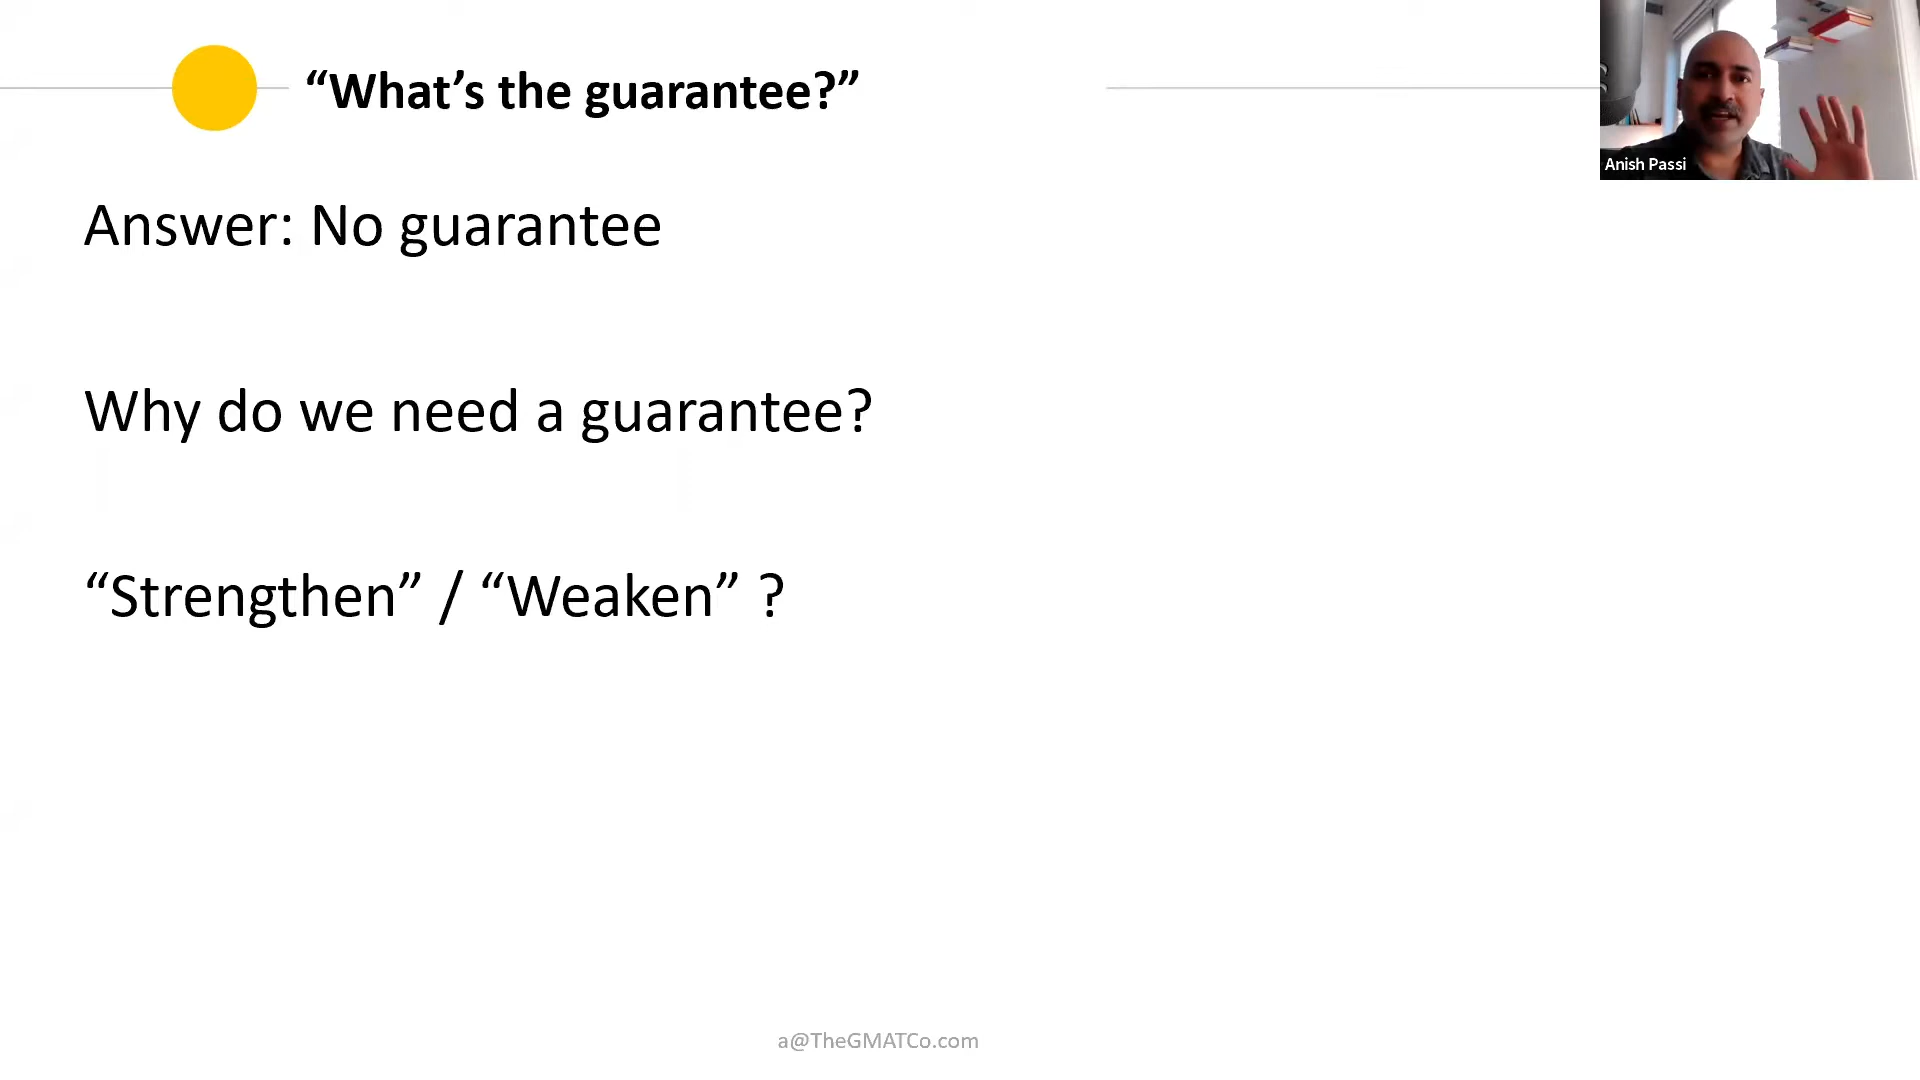 “What’s the guarantee?”
Anish Passi
Answer: No guarantee
Why do we need a guarantee?
“Strengthen” / “Weaken” ?
a@TheGMATCo.com